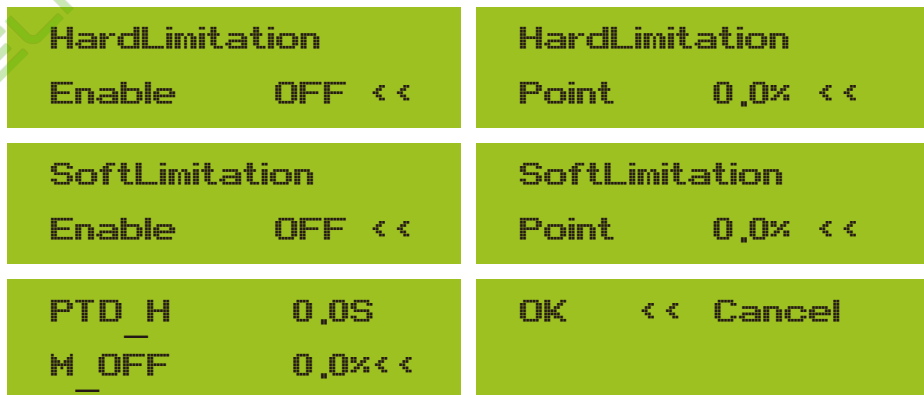 HardLimitation
Enable OFF <<
HardLimitation
Point 0.0% <<
SoftLimitation
Enable OFF <<
SoftLimitation
Point 0.0% <<
PTD_H 0.0S
M_OFF 0.0%<<
OK << Cancel